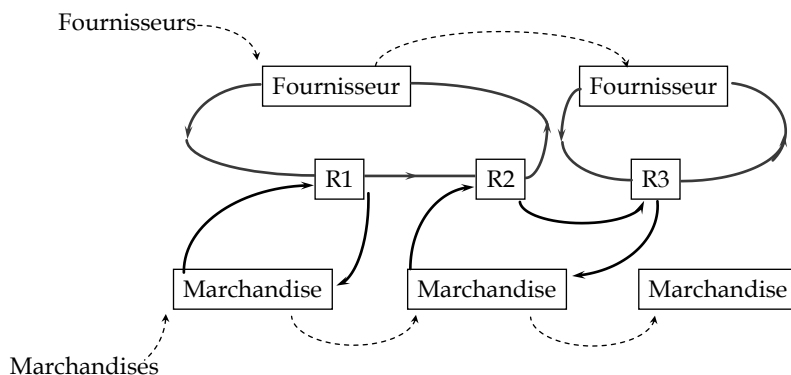 Fournisseurs
Fournisseur
Fournisseur
R1
R2
R3
Marchandise
Marchandise
Marchandise
Marchandises